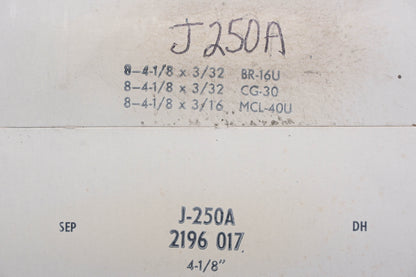 J250A
8-4-1/8 x 3/32 BR-16U
8-4-1/8 x 3/32 CG-30
8-4-1/8 x 3/16 MCL-40U
J-250A
SEP DH
2196 017
4-1/8"